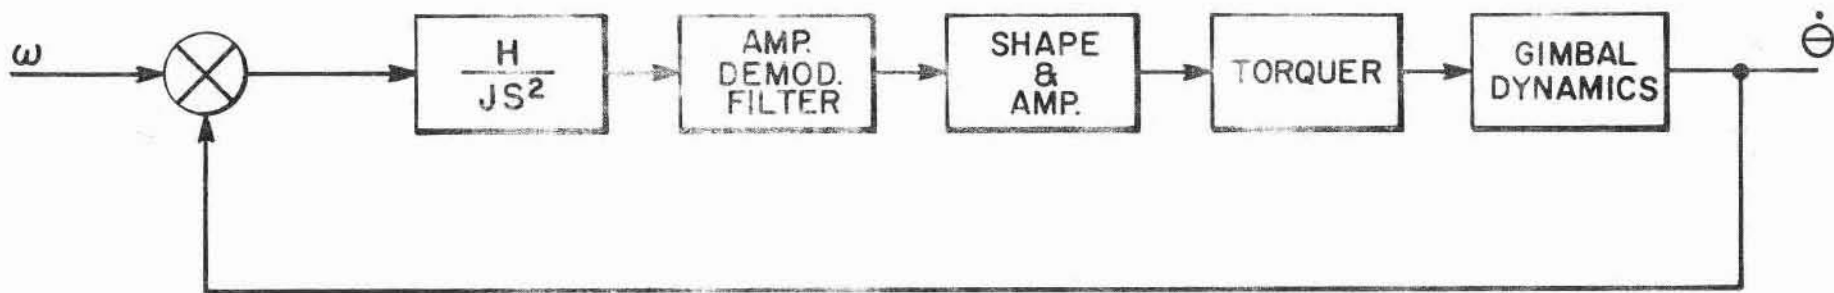 ω
H
JS²
AMP.
DEMOD.
FILTER
SHAPE
&
AMP.
TORQUER
GIMBAL
DYNAMICS
Θ̇